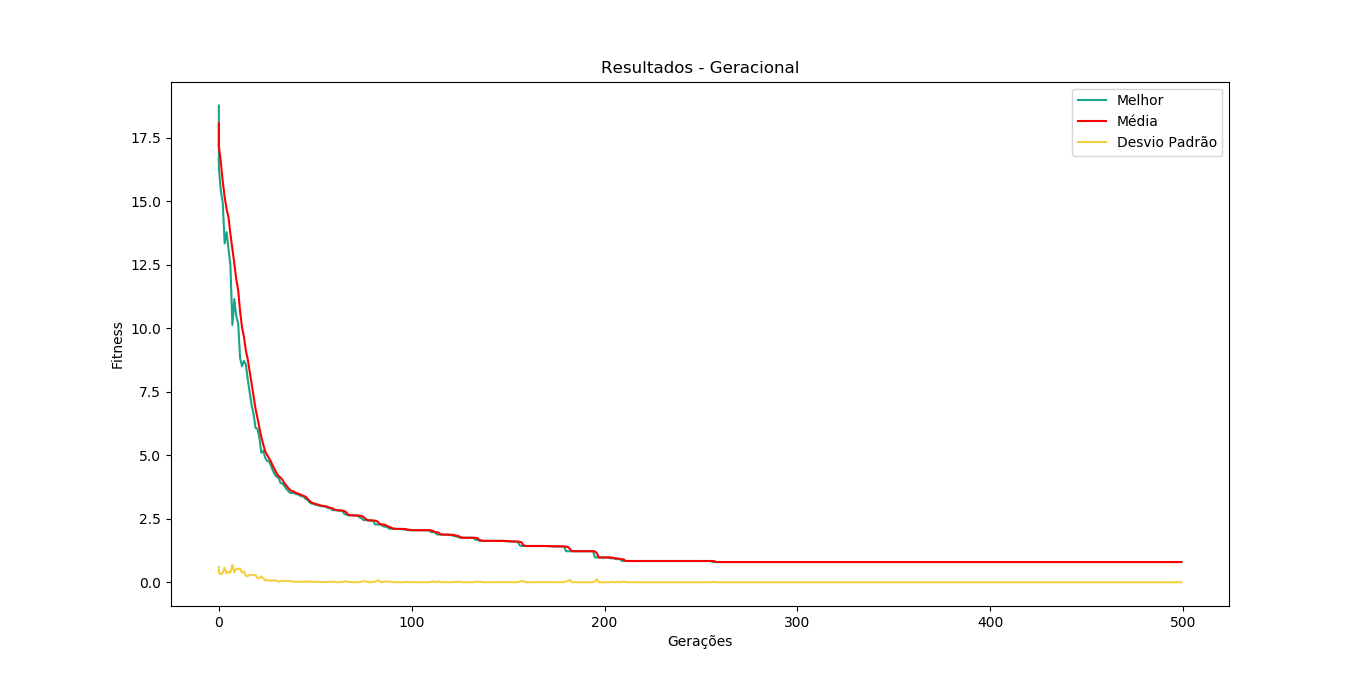 Resultados - Geracional
Melhor
Média
Desvio Padrão
17.5
15.0
12.5
10.0
7.5
5.0
2.5
0.0
Fitness
0 100 200 300 400 500
Gerações